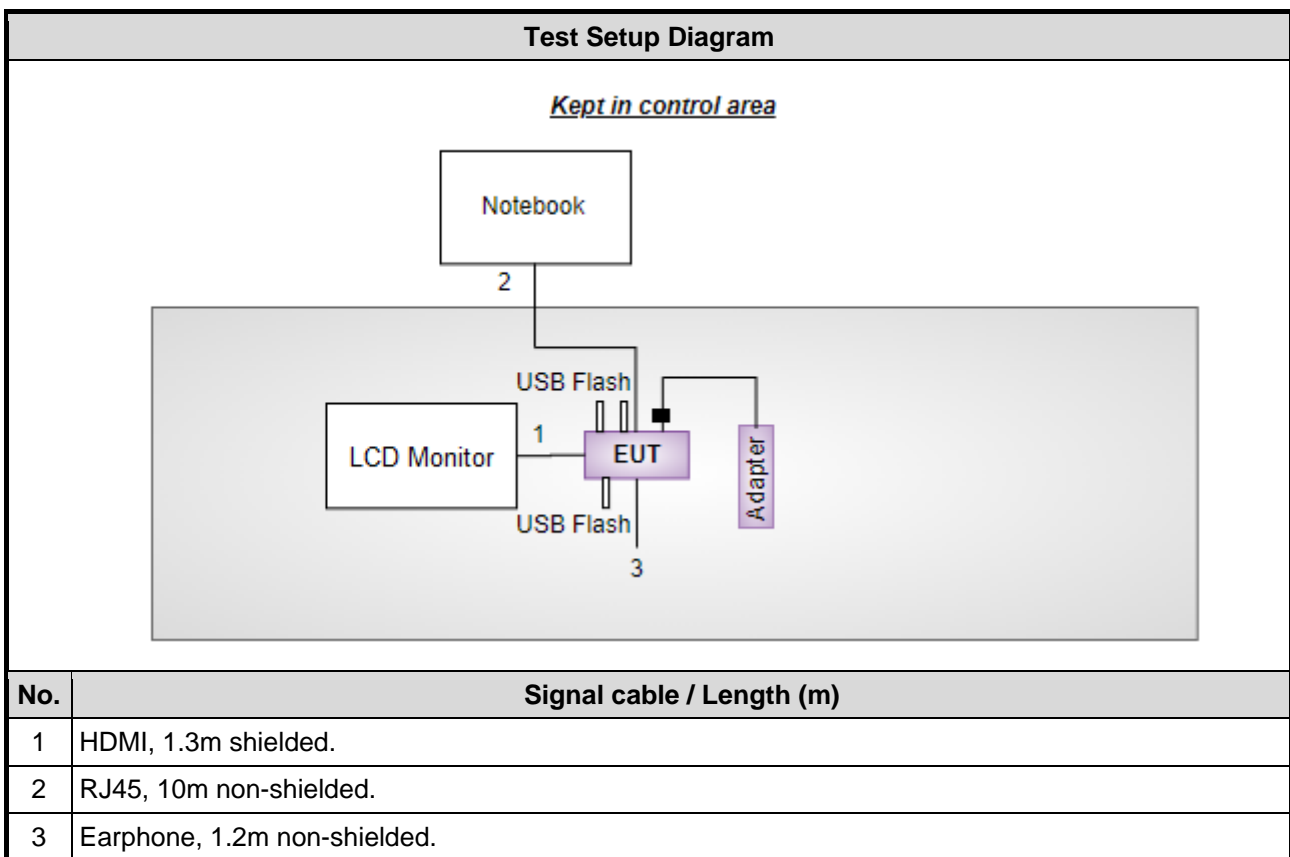 Test Setup Diagram
Kept in control area
Notebook
2
USB Flash
LCD Monitor
1
EUT
Adapter
USB Flash
3
No. Signal cable / Length (m)
1 HDMI, 1.3m shielded.
2 RJ45, 10m non-shielded.
3 Earphone, 1.2m non-shielded.